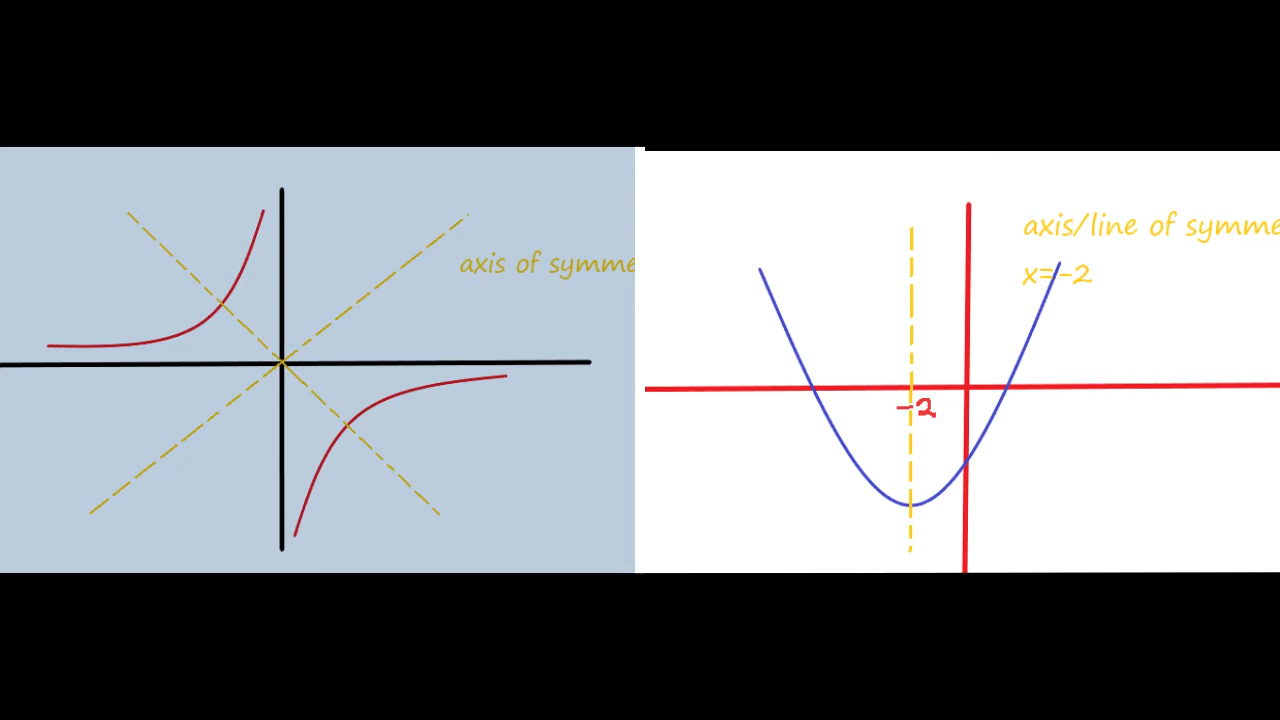 axis of symme
axis/line of symme
x=-2
-2